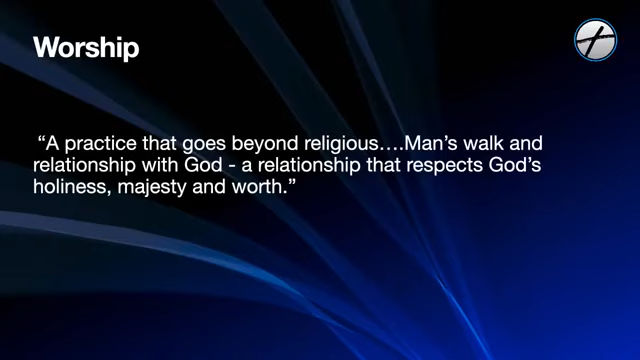 Worship
“A practice that goes beyond religious….Man’s walk and
relationship with God - a relationship that respects God’s
holiness, majesty and worth.”